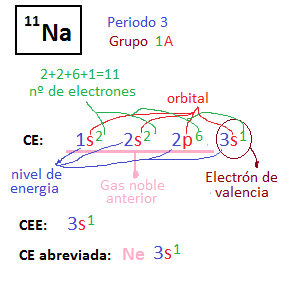 ¹¹Na
Periodo 3
Grupo 1A
2+2+6+1=11
nº de electrones
orbital
CE: 1s² 2s² 2p⁶ 3s¹
nivel de energia
Gas noble anterior
Electrón de valencia
CEE: 3s¹
CE abreviada: Ne 3s¹